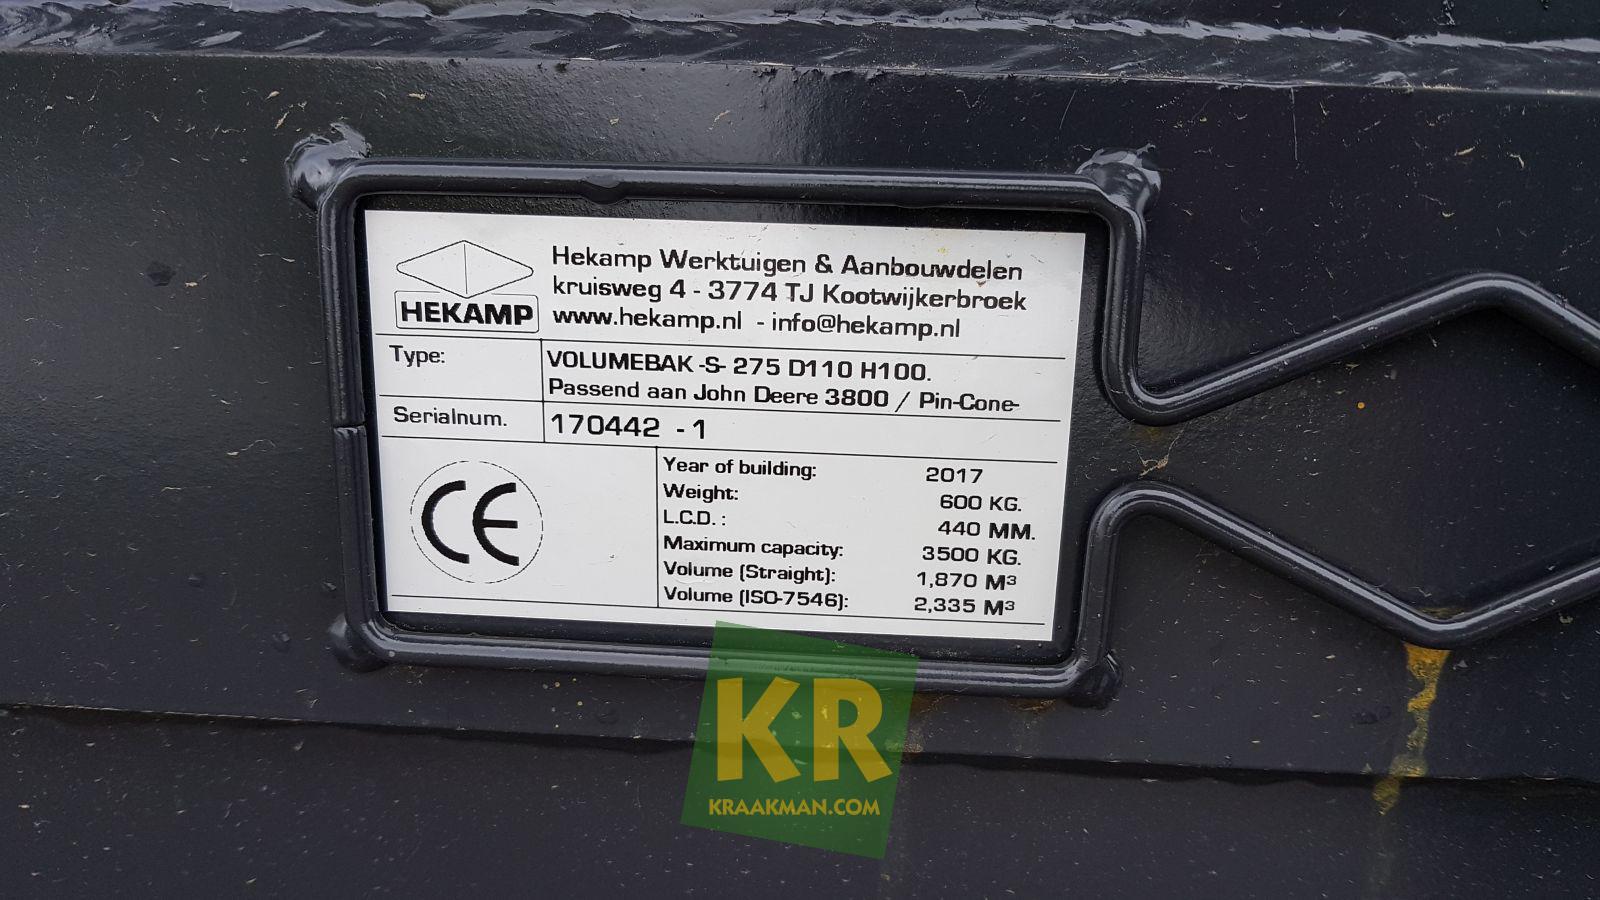 HEKAMP
Hekamp Werktuigen & Aanbouwdelen
kruisweg 4 - 3774 TJ Kootwijkerbroek
www.hekamp.nl - info@hekamp.nl
Type: VOLUMEBAK -S- 275 D110 H100.
Passend aan John Deere 3800 / Pin-Cone-
Serialnum. 170442 - 1
CE
Year of building: 2017
Weight: 600 KG.
L.C.D. : 440 MM.
Maximum capacity: 3500 KG.
Volume (Straight): 1,870 M³
Volume (ISO-7546): 2,335 M³
KR
KRAAKMAN.COM